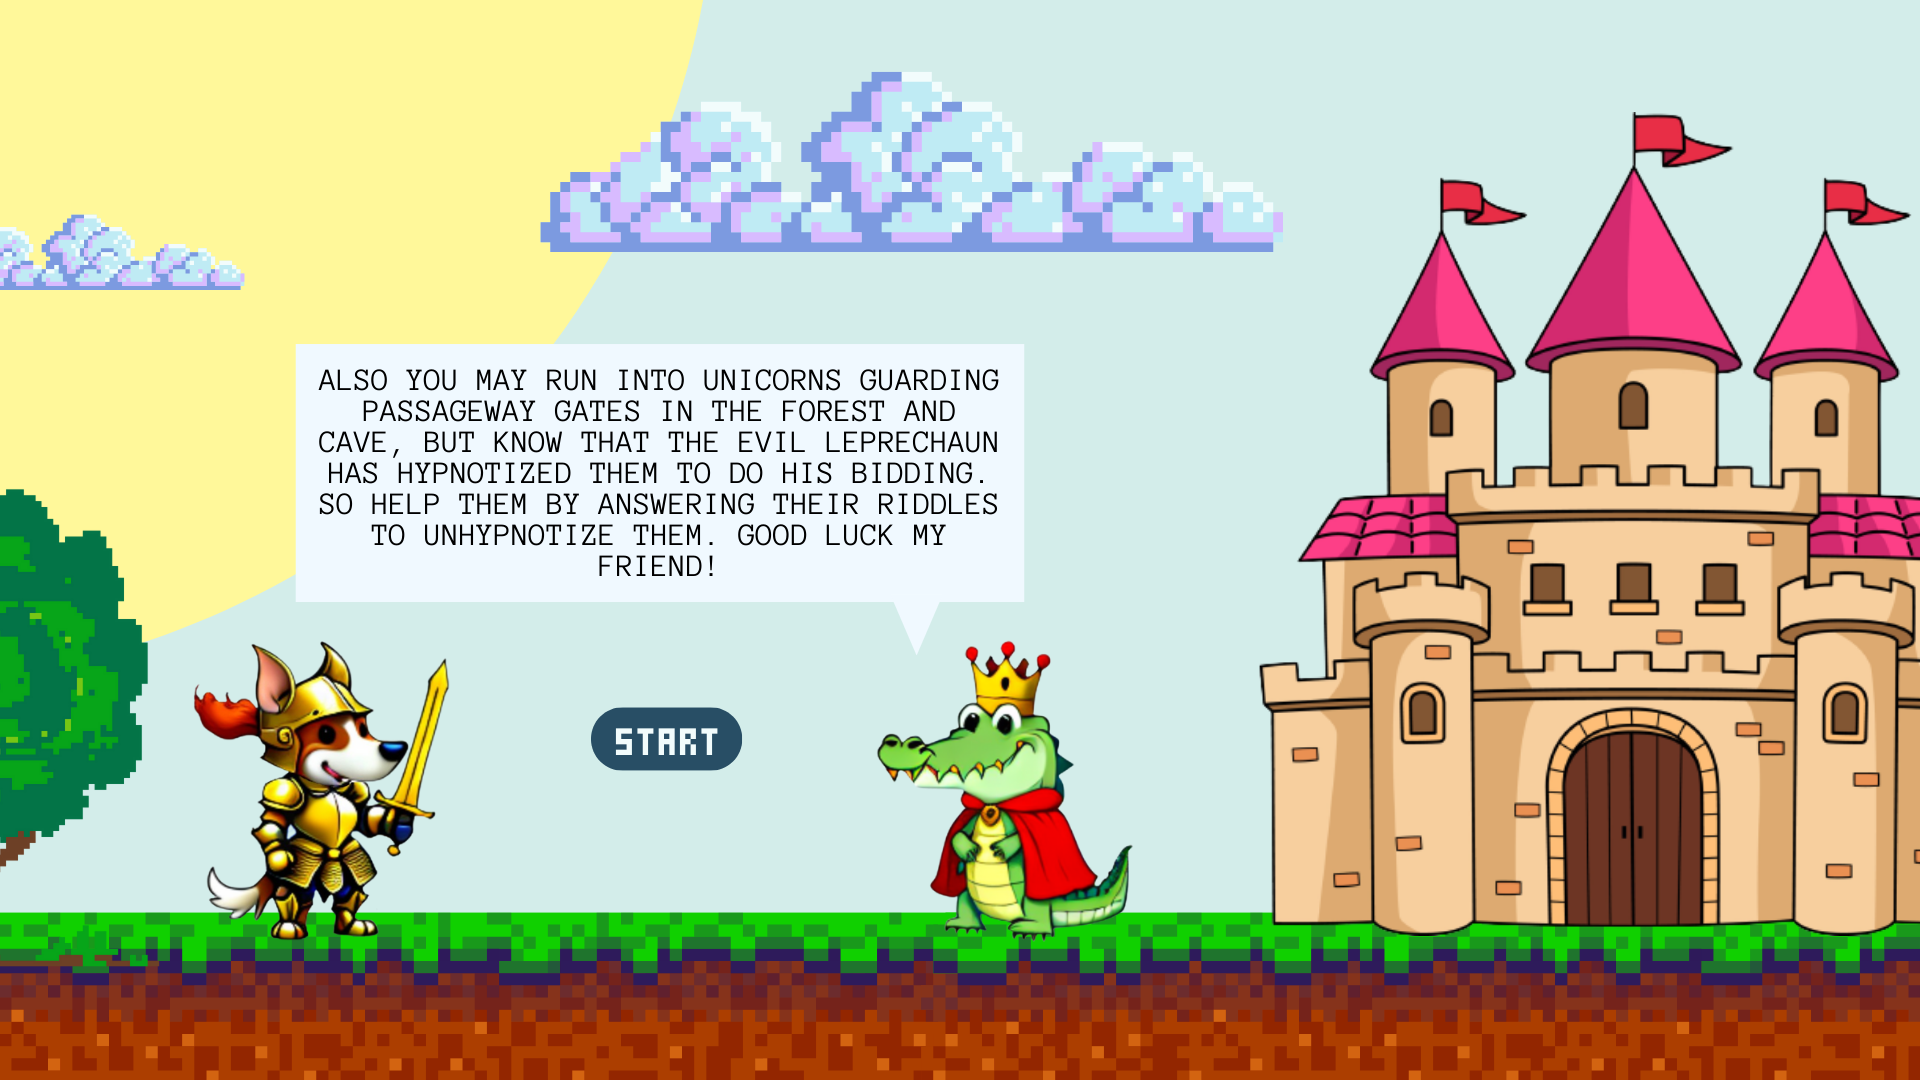 ALSO YOU MAY RUN INTO UNICORNS GUARDING
PASSAGEWAY GATES IN THE FOREST AND
CAVE, BUT KNOW THAT THE EVIL LEPRECHAUN
HAS HYPNOTIZED THEM TO DO HIS BIDDING.
SO HELP THEM BY ANSWERING THEIR RIDDLES
TO UNHYPNOTIZE THEM. GOOD LUCK MY
FRIEND!
START